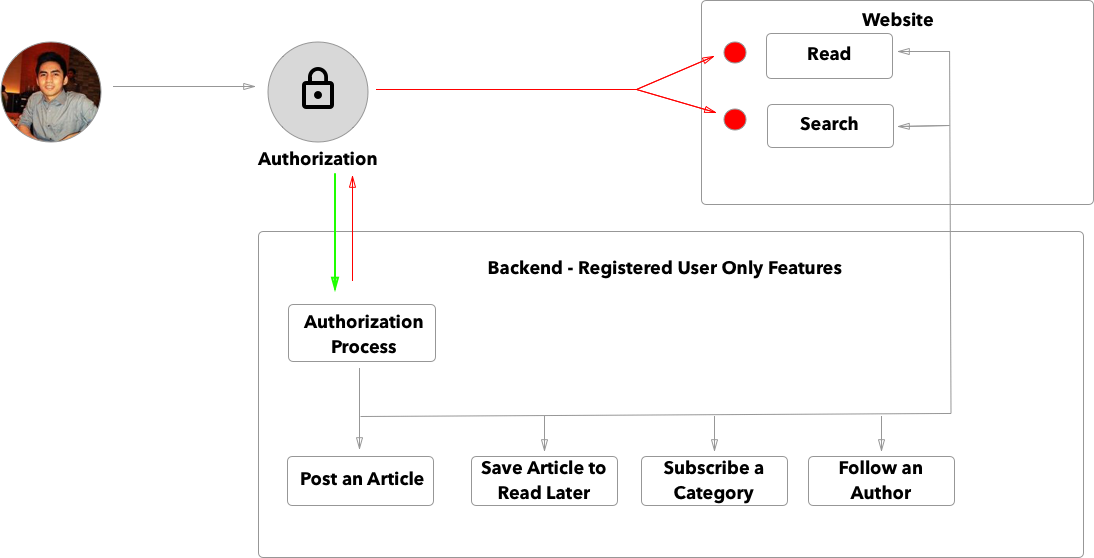 Website
Read
Search
Authorization
Backend - Registered User Only Features
Authorization
Process
Post an Article
Save Article to
Read Later
Subscribe a
Category
Follow an
Author